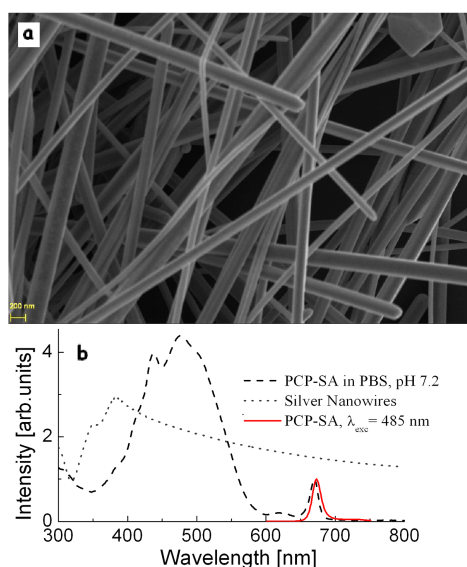 a
200 nm
b
PCP-SA in PBS, pH 7.2
Silver Nanowires
PCP-SA, λexc= 485 nm
Intensity [arb.units]
4
2
0
300 400 500 600 700 800
Wavelength [nm]